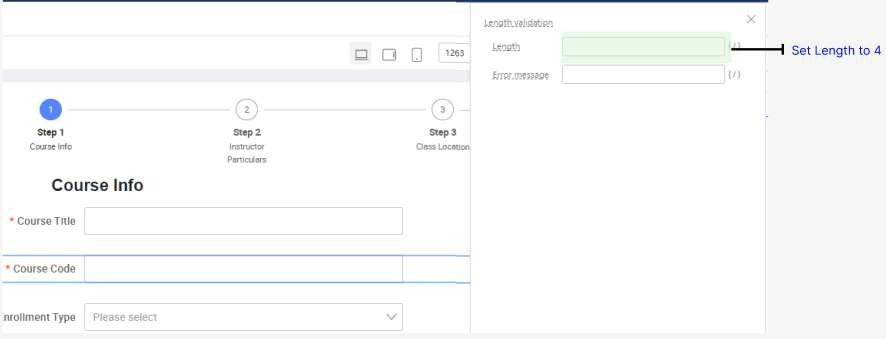 Length validation
Length
(/)
Set Length to 4
1263
Error message
(/)
1
2
3
Step 1
Step 2
Step 3
Course Info
Instructor
Particulars
Class Location
Course Info
* Course Title
* Course Code
nrollment Type
Please select